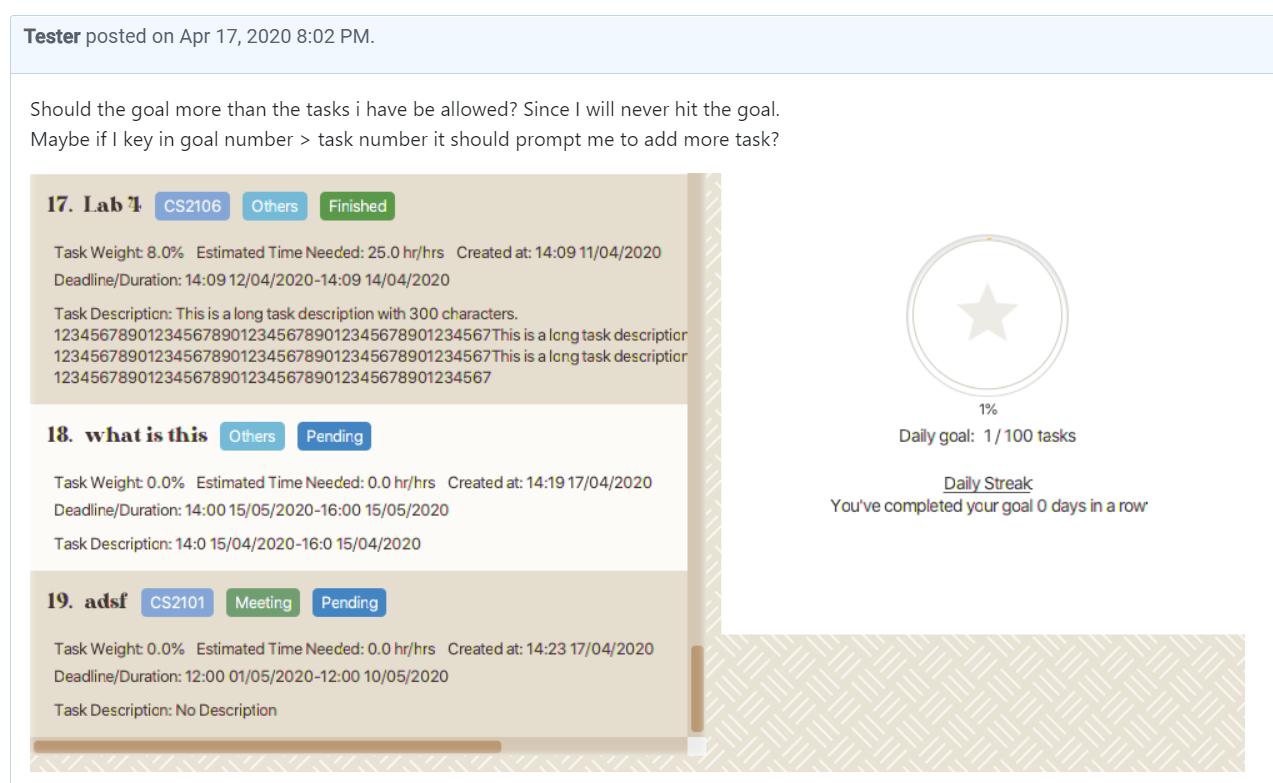 Tester posted on Apr 17, 2020 8:02 PM.
Should the goal more than the tasks i have be allowed? Since I will never hit the goal.
Maybe if I key in goal number > task number it should prompt me to add more task?
17. Lab 4 CS2106 Others Finished
Task Weight: 8.0% Estimated Time Needed: 25.0 hr/hrs Created at: 14:09 11/04/2020
Deadline/Duration: 14:09 12/04/2020-14:09 14/04/2020
Task Description: This is a long task description with 300 characters.
12345678901234567890123456789012345678901234567This is a long task description
12345678901234567890123456789012345678901234567This is a long task description
12345678901234567890123456789012345678901234567
18. what is this Others Pending
Task Weight: 0.0% Estimated Time Needed: 0.0 hr/hrs Created at: 14:19 17/04/2020
Deadline/Duration: 14:00 15/05/2020-16:00 15/05/2020
Task Description: 14:0 15/04/2020-16:0 15/04/2020
19. adsf CS2101 Meeting Pending
Task Weight: 0.0% Estimated Time Needed: 0.0 hr/hrs Created at: 14:23 17/04/2020
Deadline/Duration: 12:00 01/05/2020-12:00 10/05/2020
Task Description: No Description
1%
Daily goal: 1 / 100 tasks
Daily Streak
You've completed your goal 0 days in a row